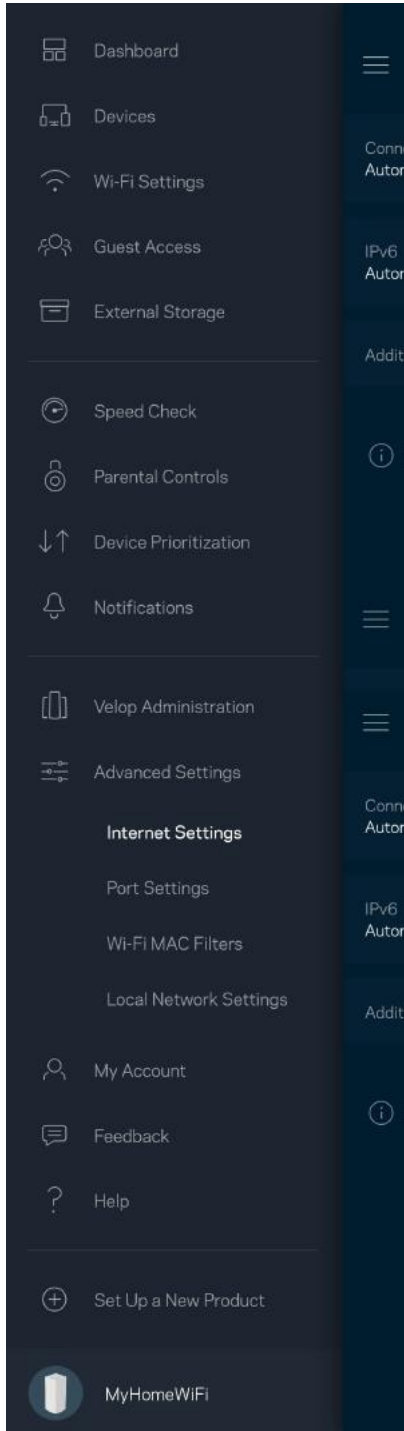 Dashboard
Devices
Wi-Fi Settings
Guest Access
External Storage
Speed Check
Parental Controls
Device Prioritization
Notifications
Velop Administration
Advanced Settings
Internet Settings
Port Settings
Wi-Fi MAC Filters
Local Network Settings
My Account
Feedback
Help
Set Up a New Product
MyHomeWiFi
IPv6
IPv6